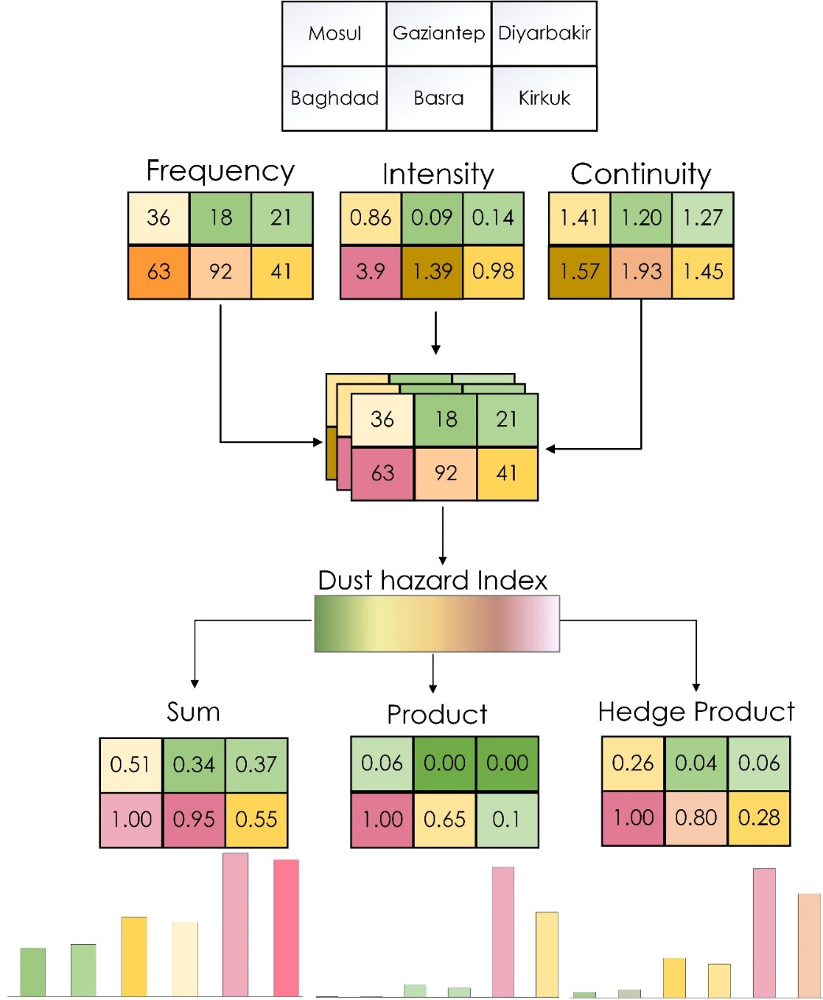 Mosul Gaziantep Diyarbakir
Baghdad Basra Kirkuk
Frequency Intensity Continuity
36 18 21 0.86 0.09 0.14 1.41 1.20 1.27
63 92 41 3.9 1.39 0.98 1.57 1.93 1.45
36 18 21
63 92 41
Dust hazard Index
Sum Product Hedge Product
0.51 0.34 0.37 0.06 0.00 0.00 0.26 0.04 0.06
1.00 0.95 0.55 1.00 0.65 0.1 1.00 0.80 0.28